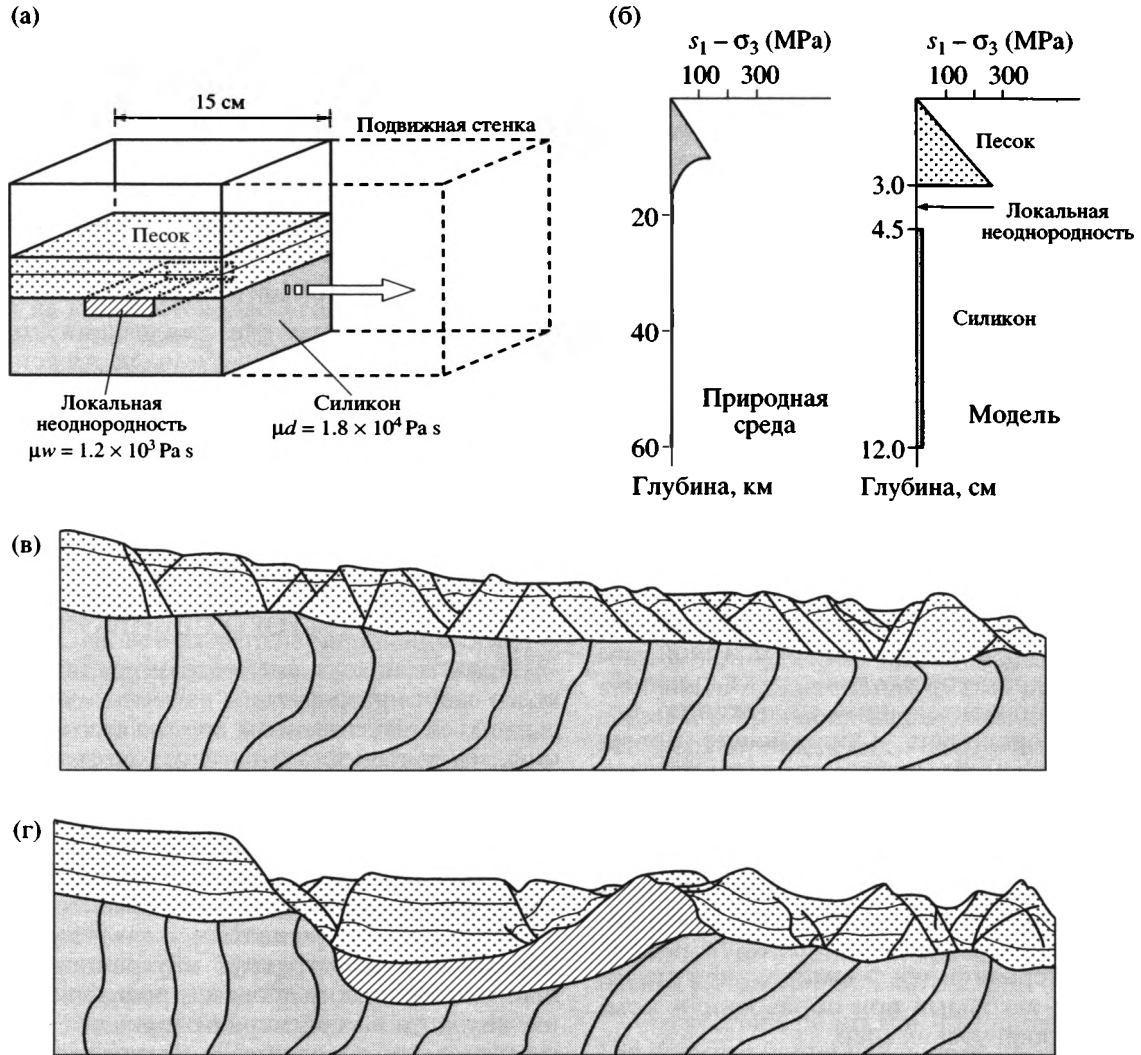 (а)
15 см
Подвижная стенка
Песок
Локальная
неоднородность
μw = 1.2 × 10³ Pa s
Силикон
μd = 1.8 × 10⁴ Pa s
(б)
s₁ – σ₃ (MPa)
100 300
20
40
60
Природная
среда
Глубина, км
s₁ – σ₃ (MPa)
100 300
Песок
3.0
Локальная
неоднородность
4.5
Силикон
Модель
12.0
Глубина, см
(в)
(г)